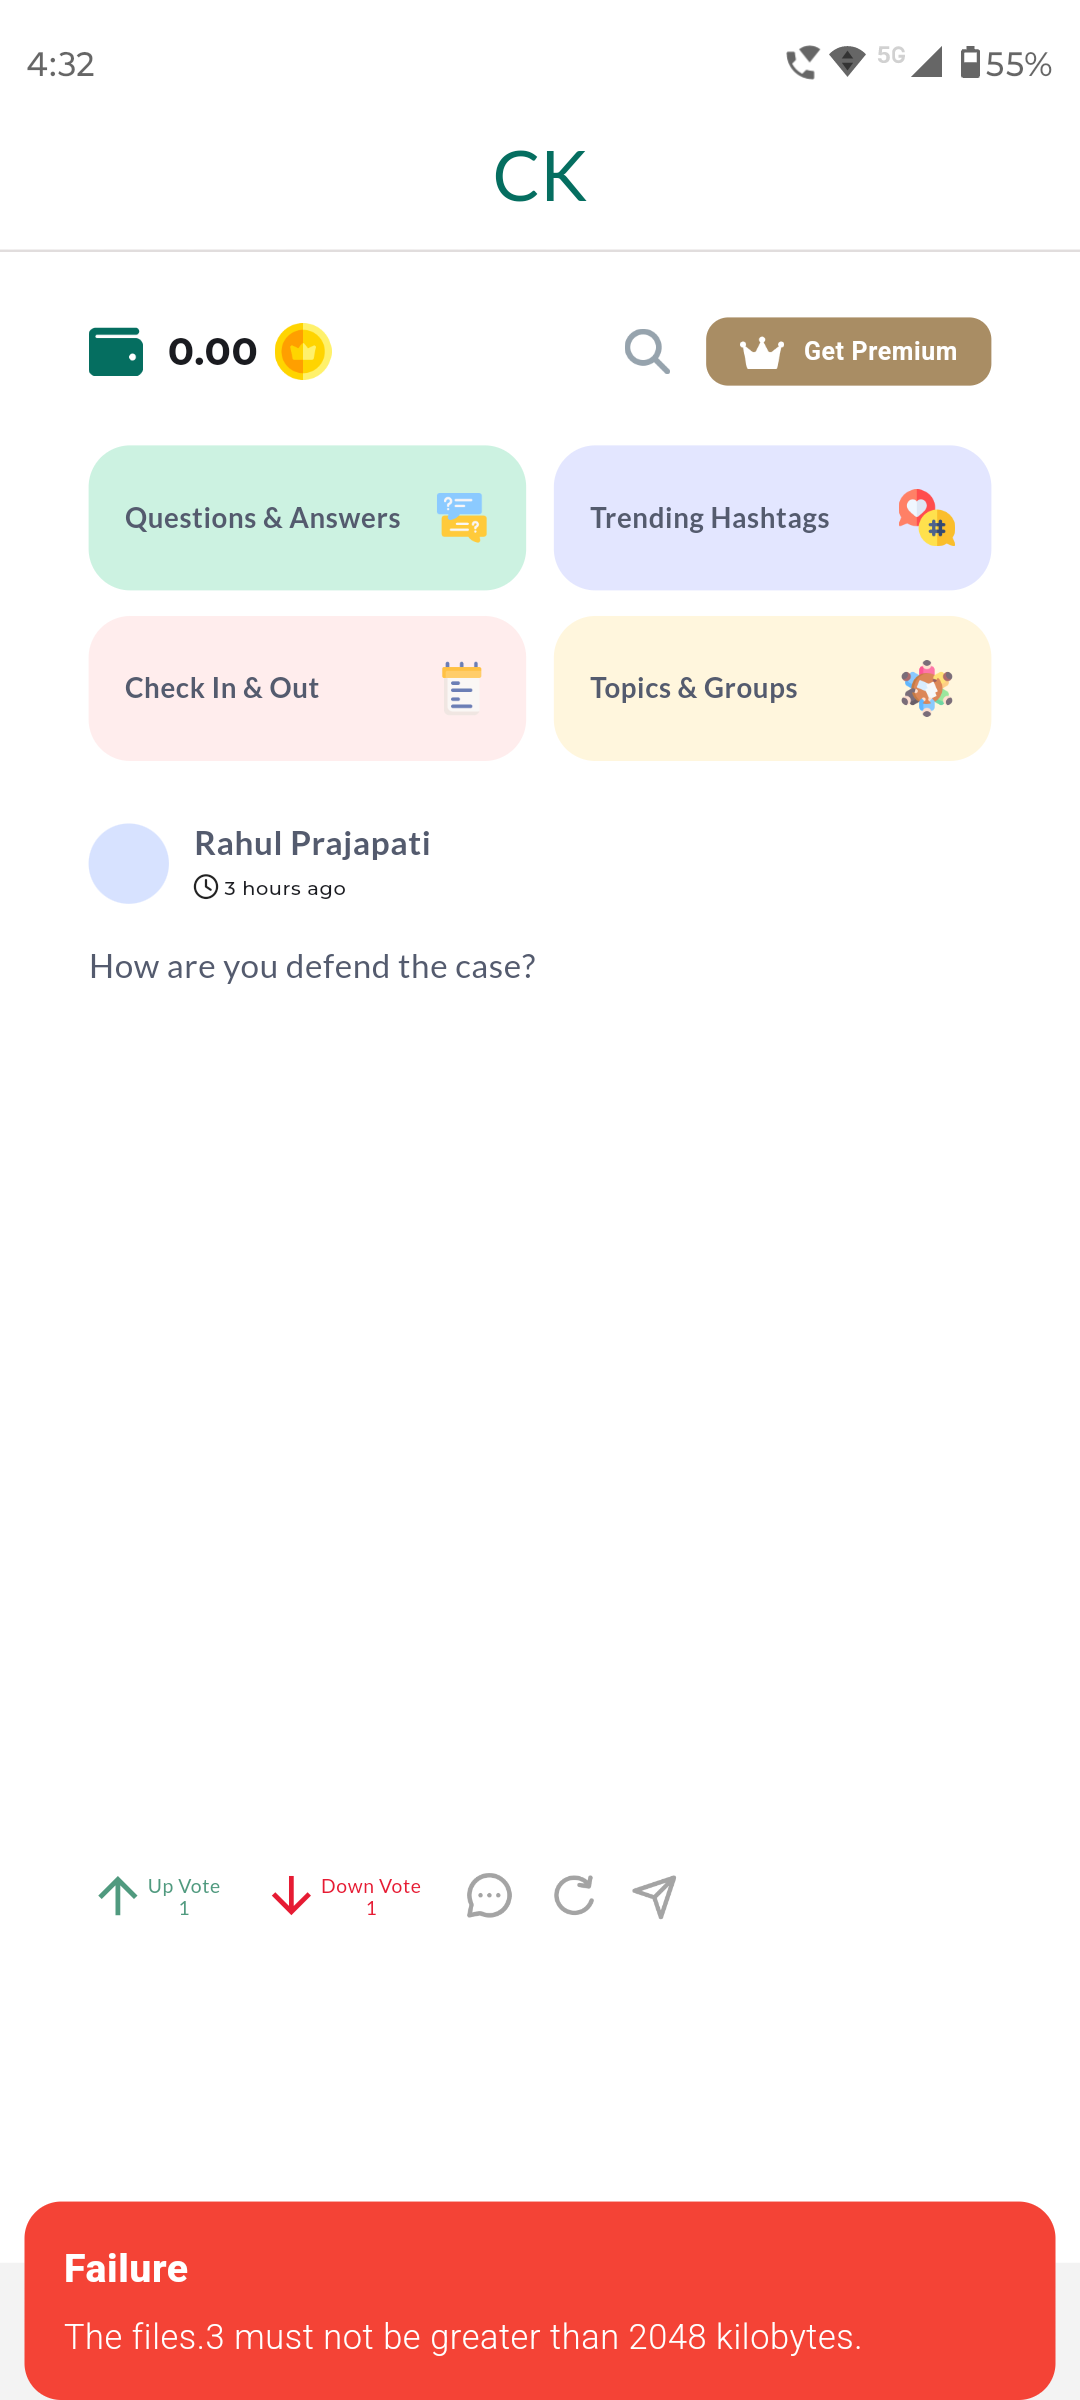 4:32
5G
55%
CK
0.00
Get Premium
Questions & Answers
Trending Hashtags
Check In & Out
Topics & Groups
Rahul Prajapati
3 hours ago
How are you defend the case?
Up Vote
1
Down Vote
1
Failure
The files.3 must not be greater than 2048 kilobytes.